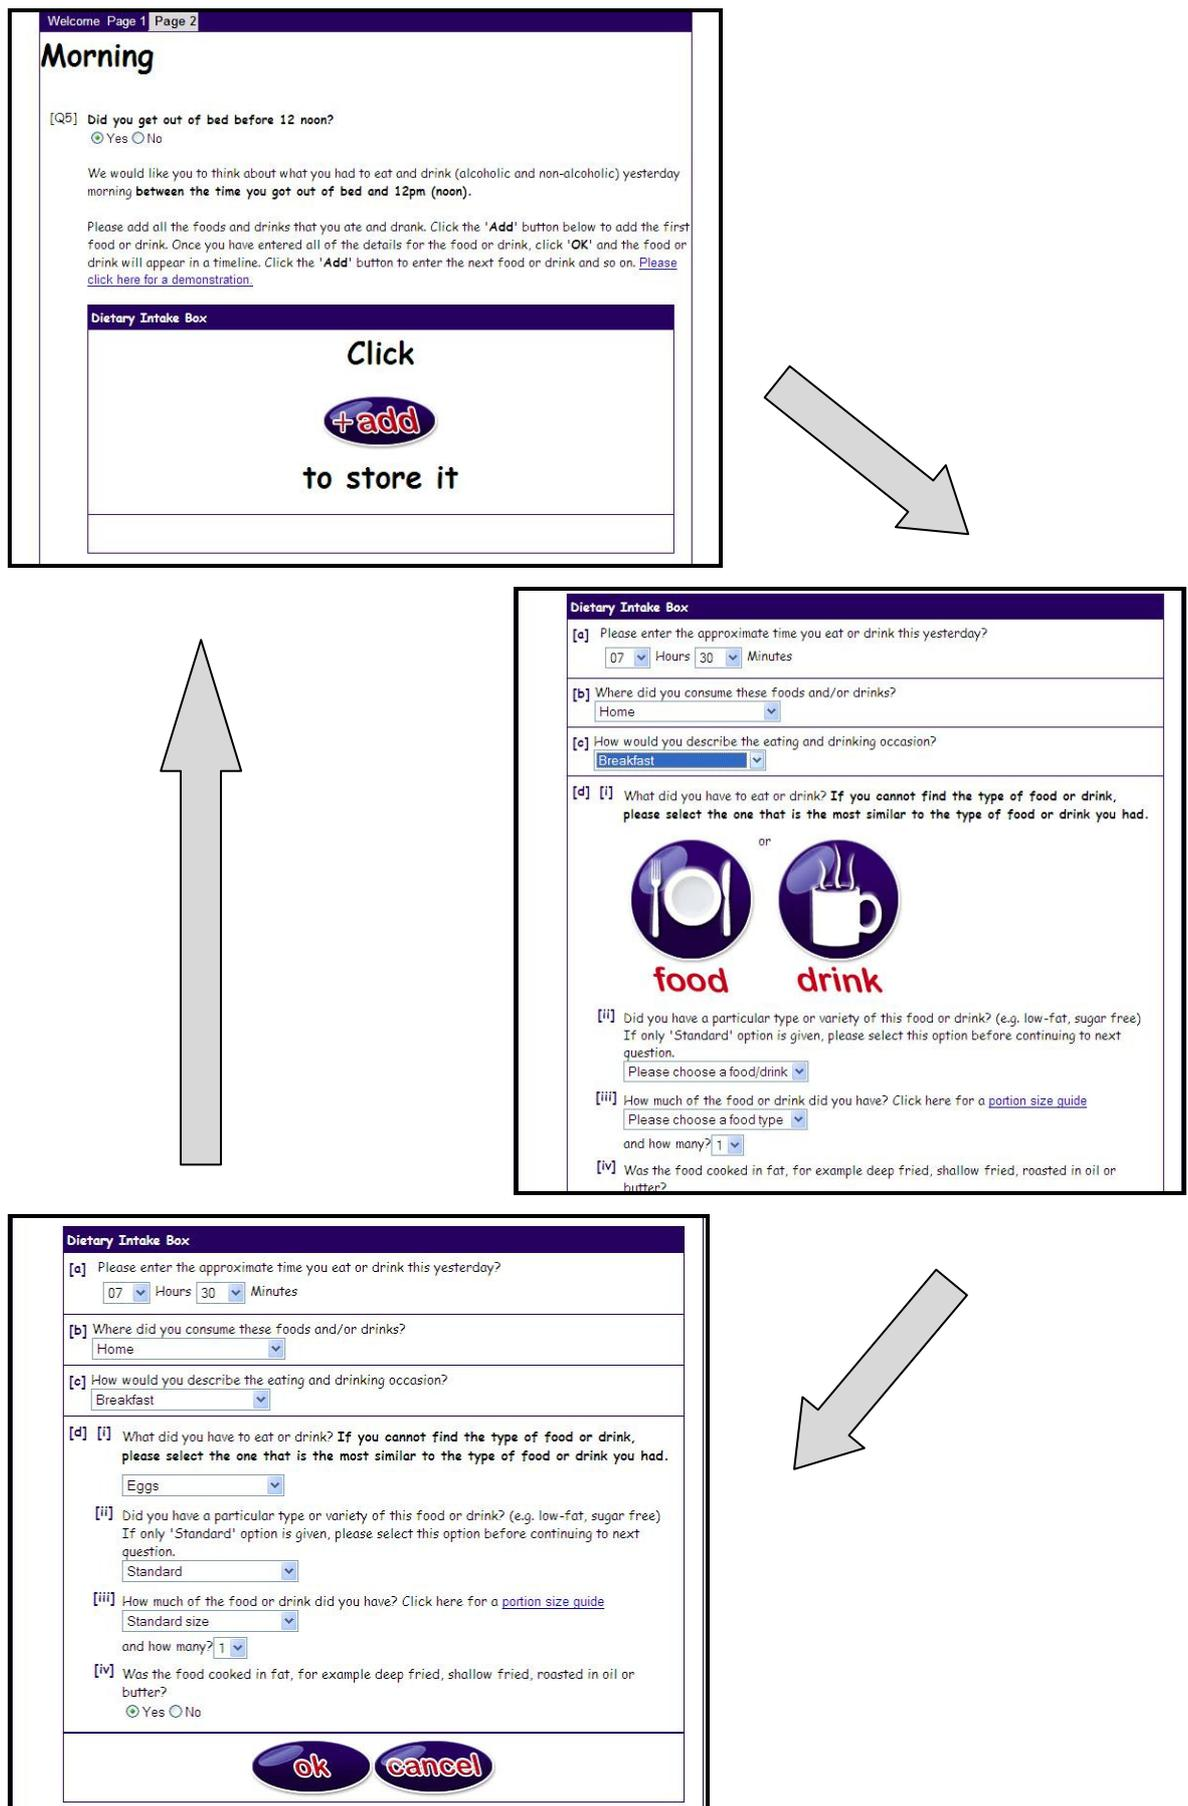 Welcome Page 1 Page 2
Morning
[Q5] Did you get out of bed before 12 noon?
Yes No
We would like you to think about what you had to eat and drink (alcoholic and non-alcoholic) yesterday
morning between the time you got out of bed and 12pm (noon).
Please add all the foods and drinks that you ate and drank. Click the 'Add' button below to add the first
food or drink. Once you have entered all of the details for the food or drink, click 'OK' and the food or
drink will appear in a timeline. Click the 'Add' button to enter the next food or drink and so on. Please
click here for a demonstration.
Dietary Intake Box
Click
+add
to store it
Dietary Intake Box
[a] Please enter the approximate time you eat or drink this yesterday?
07 Hours 30 Minutes
[b] Where did you consume these foods and/or drinks?
Home
[c] How would you describe the eating and drinking occasion?
Breakfast
[d] [i] What did you have to eat or drink? If you cannot find the type of food or drink,
please select the one that is the most similar to the type of food or drink you had.
or
food drink
[ii] Did you have a particular type or variety of this food or drink? (e.g. low-fat, sugar free)
If only 'Standard' option is given, please select this option before continuing to next
question.
Please choose a food/drink
[iii] How much of the food or drink did you have? Click here for a portion size guide
Please choose a food type
and how many? 1
[iv] Was the food cooked in fat, for example deep fried, shallow fried, roasted in oil or
butter?
Dietary Intake Box
[a] Please enter the approximate time you eat or drink this yesterday?
07 Hours 30 Minutes
[b] Where did you consume these foods and/or drinks?
Home
[c] How would you describe the eating and drinking occasion?
Breakfast
[d] [i] What did you have to eat or drink? If you cannot find the type of food or drink,
please select the one that is the most similar to the type of food or drink you had.
Eggs
[ii] Did you have a particular type or variety of this food or drink? (e.g. low-fat, sugar free)
If only 'Standard' option is given, please select this option before continuing to next
question.
Standard
[iii] How much of the food or drink did you have? Click here for a portion size guide
Standard size
and how many? 1
[iv] Was the food cooked in fat, for example deep fried, shallow fried, roasted in oil or
butter?
Yes No
ok cancel